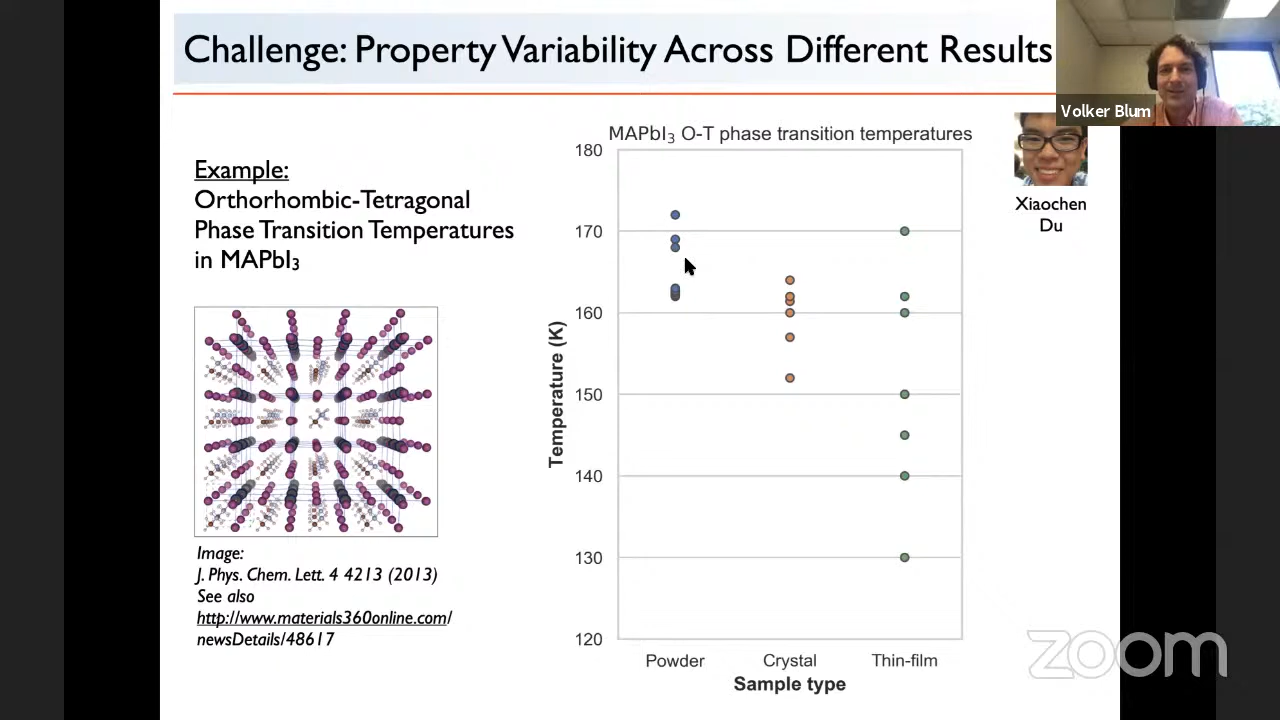 Challenge: Property Variability Across Different Results
Volker Blum
Example:
Orthorhombic-Tetragonal
Phase Transition Temperatures
in MAPbI₃
Image:
J. Phys. Chem. Lett. 4 4213 (2013)
See also
http://www.materials360online.com/
newsDetails/48617
MAPbI₃ O-T phase transition temperatures
Temperature (K)
180
170
160
150
140
130
120
Powder
Crystal
Thin-film
Sample type
Xiaochen
Du
zoom